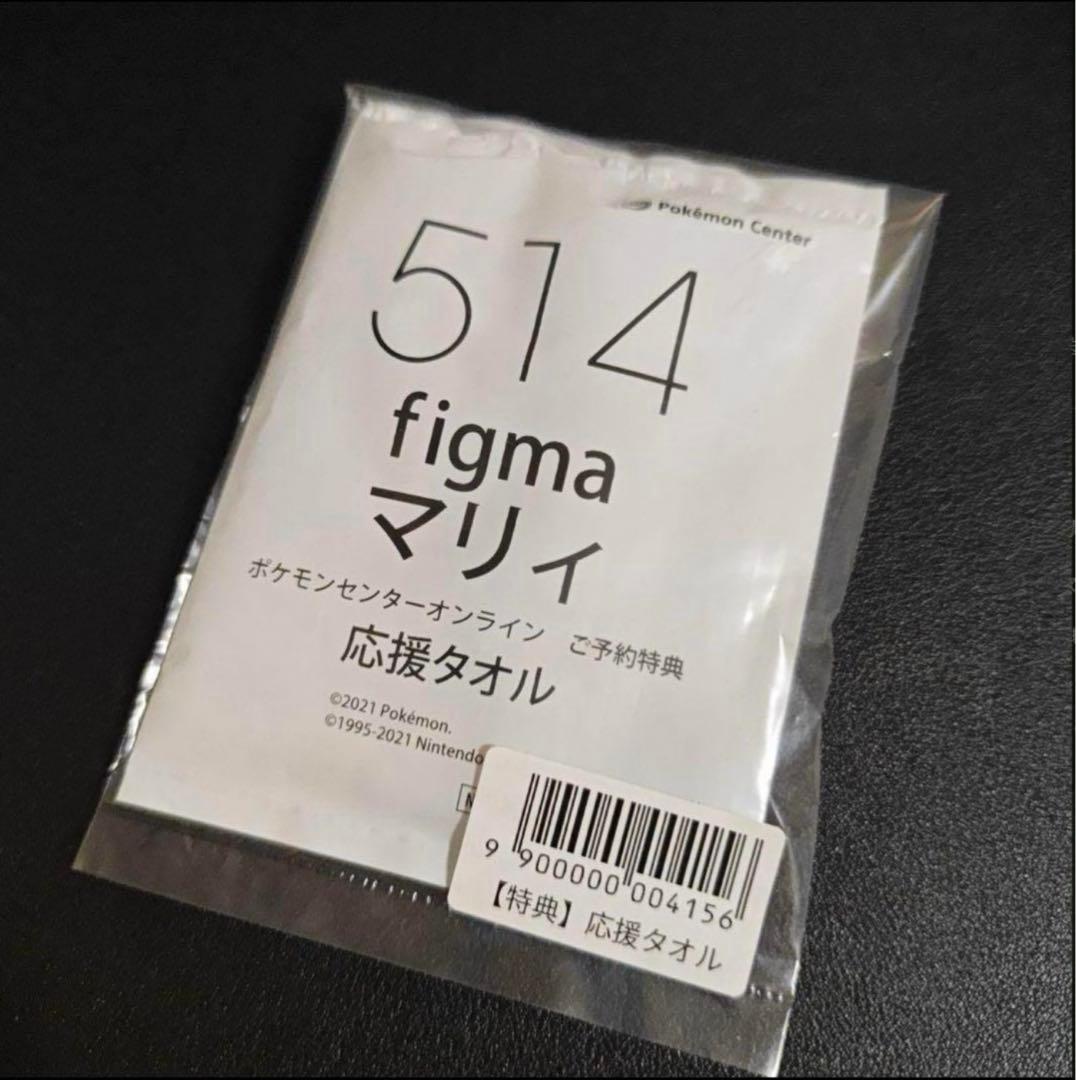 Pokémon Center
514
figma
マリィ
ポケモンセンターオンライン ご予約特典
応援タオル
©2021 Pokémon.
©1995-2021 Nintendo
9 900000 004156
【特典】応援タオル